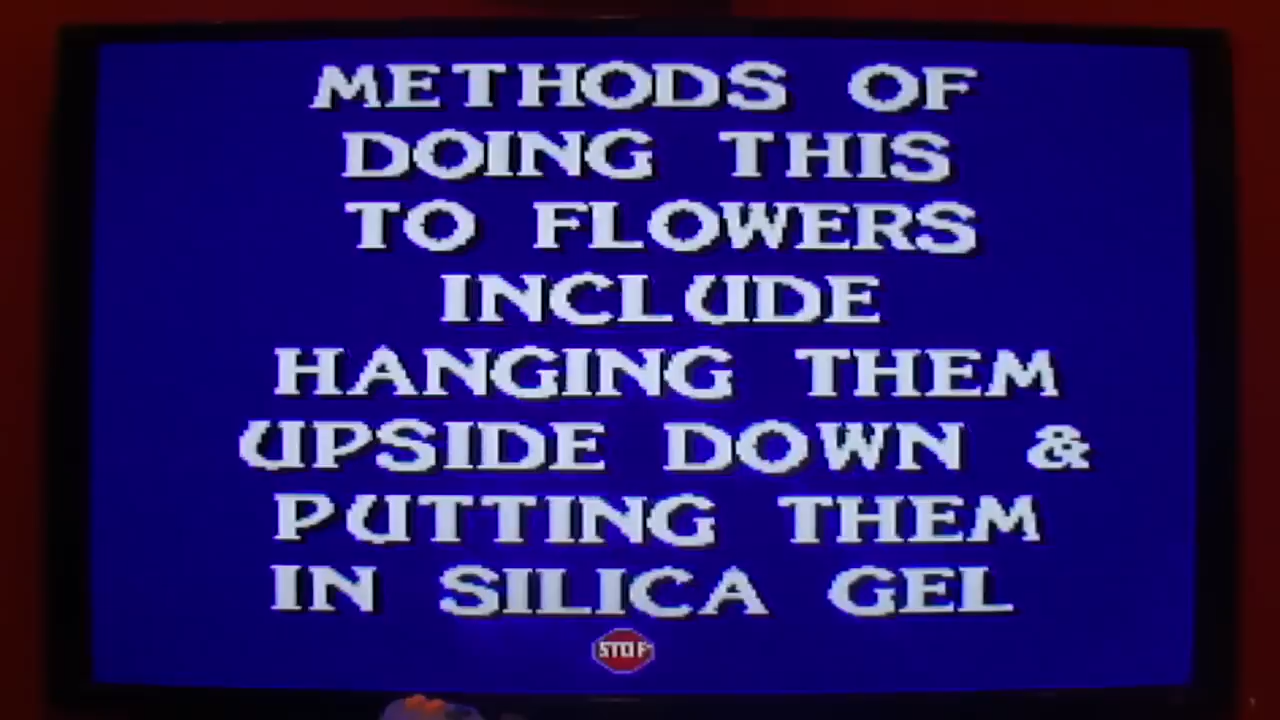 METHODS OF
DOING THIS
TO FLOWERS
INCLUDE
HANGING THEM
UPSIDE DOWN &
PUTTING THEM
IN SILICA GEL
STOP